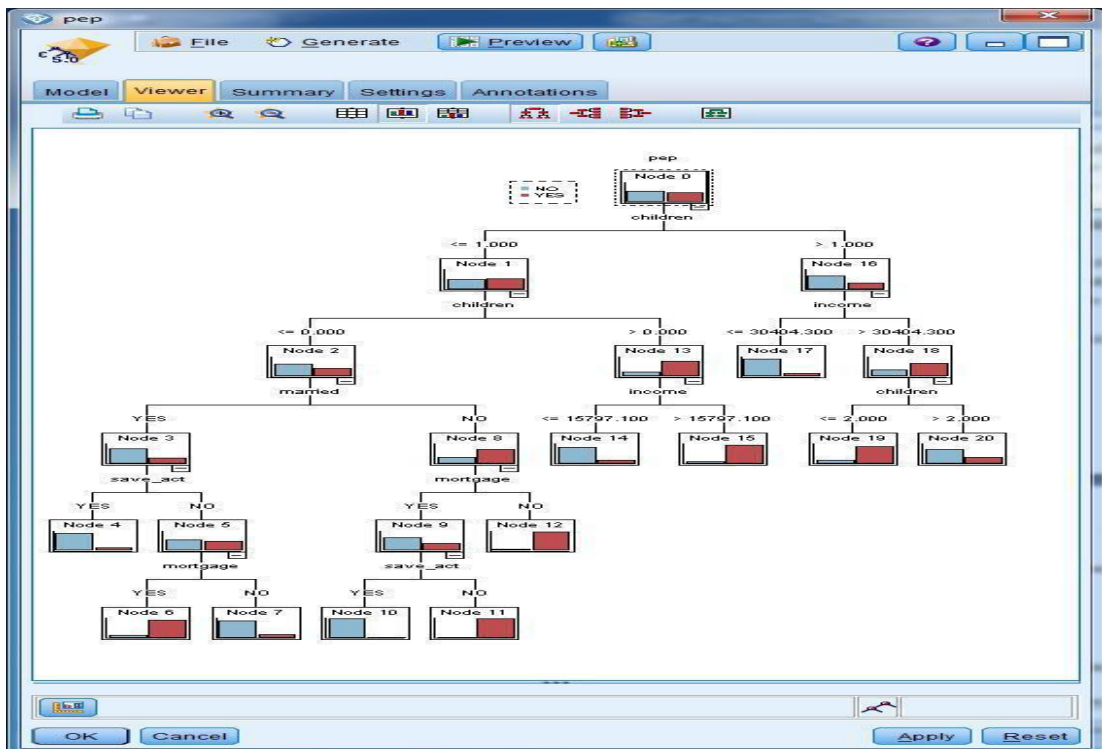 pep
C 5.0
File Generate Preview
Model Viewer Summary Settings Annotations
pep
Node 0
NO
YES
children
<= 1.000 > 1.000
Node 1 Node 16
children income
<= 0.000 > 0.000 <= 30404.300 > 30404.300
Node 2 Node 13 Node 17 Node 18
married income children
YES NO <= 15797.100 > 15797.100 <= 2.000 > 2.000
Node 3 Node 8 Node 14 Node 15 Node 19 Node 20
save_act mortgage
YES NO YES NO
Node 4 Node 5 Node 9 Node 12
mortgage save_act
YES NO YES NO
Node 6 Node 7 Node 10 Node 11
OK Cancel Apply Reset